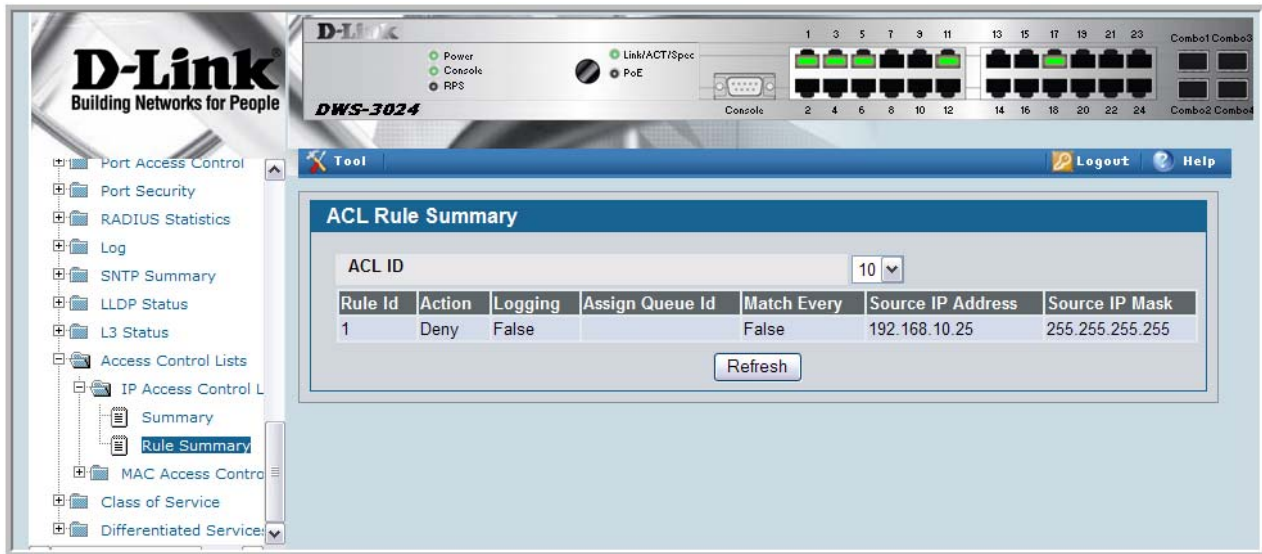 D-Link
Building Networks for People
D-Link
Power
Console
RPS
Link/ACT/Spec
PoE
DWS-3024
Console
1 3 5 7 9 11 13 15 17 19 21 23
2 4 6 8 10 12 14 16 18 20 22 24
Combo1 Combo3
Combo2 Combo4
Tool
Logout
Help
Port Access Control
Port Security
RADIUS Statistics
Log
SNTP Summary
LLDP Status
L3 Status
Access Control Lists
IP Access Control L
Summary
Rule Summary
MAC Access Contro
Class of Service
Differentiated Services
ACL Rule Summary
ACL ID 10
Rule Id Action Logging Assign Queue Id Match Every Source IP Address Source IP Mask
1 Deny False False 192.168.10.25 255.255.255.255
Refresh